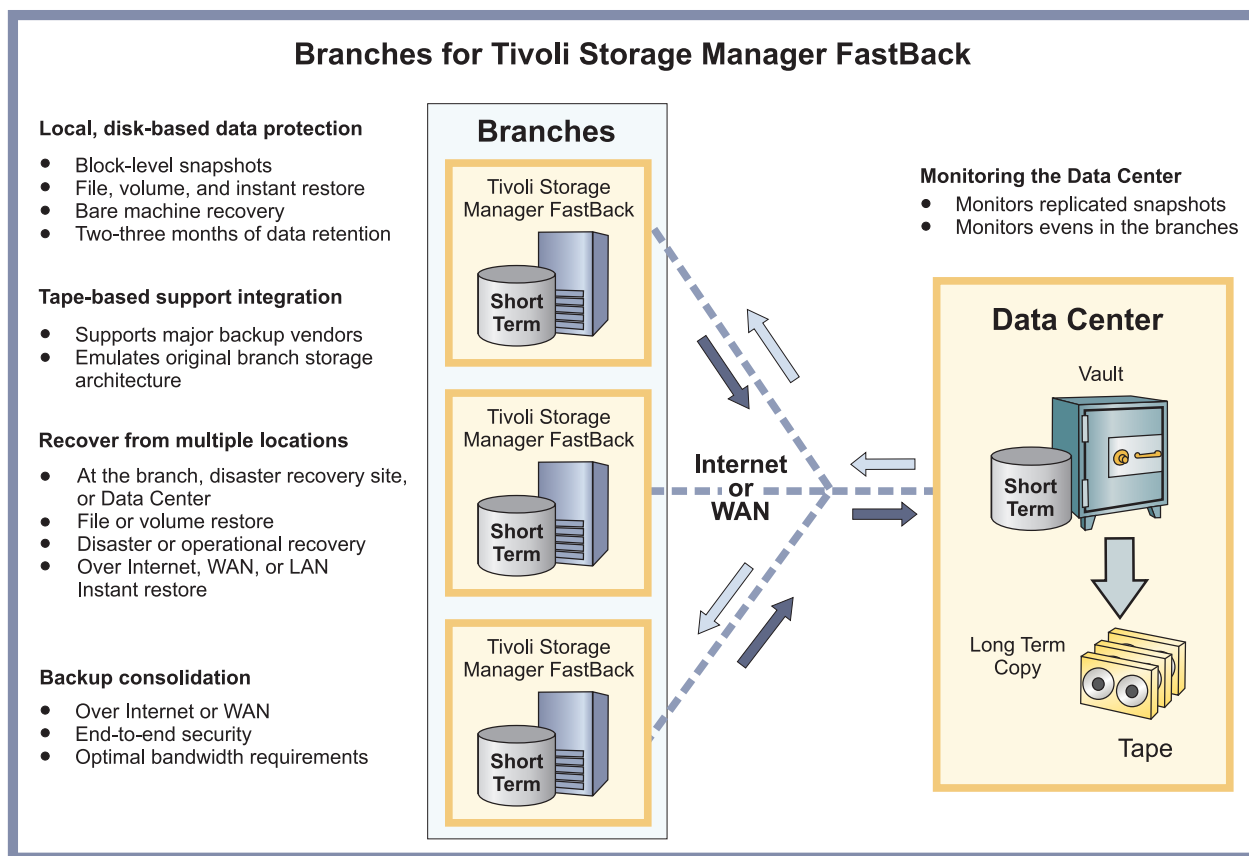 Branches for Tivoli Storage Manager FastBack
Local, disk-based data protection
● Block-level snapshots
● File, volume, and instant restore
● Bare machine recovery
● Two-three months of data retention
Tape-based support integration
● Supports major backup vendors
● Emulates original branch storage
architecture
Recover from multiple locations
● At the branch, disaster recovery site,
or Data Center
● File or volume restore
● Disaster or operational recovery
● Over Internet, WAN, or LAN
Instant restore
Backup consolidation
● Over Internet or WAN
● End-to-end security
● Optimal bandwidth requirements
Branches
Tivoli Storage
Manager FastBack
Short
Term
Tivoli Storage
Manager FastBack
Short
Term
Tivoli Storage
Manager FastBack
Short
Term
Internet
or
WAN
Monitoring the Data Center
● Monitors replicated snapshots
● Monitors evens in the branches
Data Center
Vault
Short
Term
Long Term
Copy
Tape